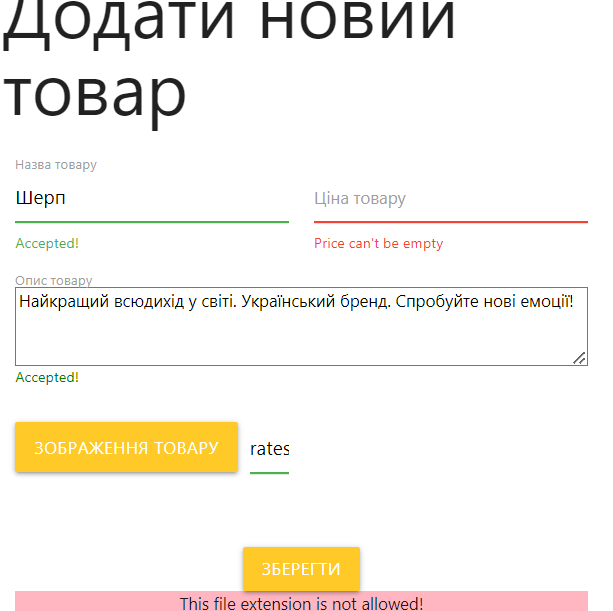 Додати новий
товар
Назва товару
Шерп
Ціна товару
Accepted!
Price can't be empty
Опис товару
Найкращий всюдихід у світі. Український бренд. Спробуйте нові емоції!
Accepted!
ЗОБРАЖЕННЯ ТОВАРУ
rates
ЗБЕРЕГТИ
This file extension is not allowed!